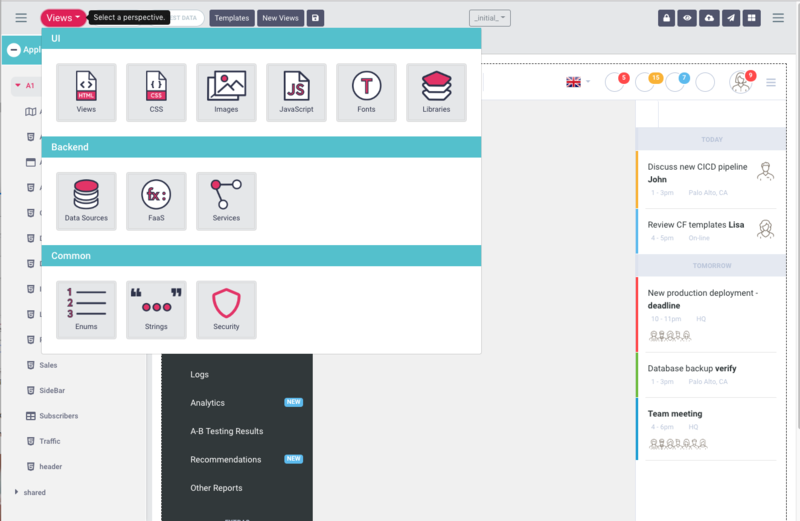 Views
Select a perspective.
ST DATA
Templates
New Views
_initial_
Appl
UI
A1
HTML
Views
CSS
CSS
Images
JS
JavaScript
T
Fonts
Libraries
5
15
7
9
Backend
Data Sources
fx:
FaaS
Services
Common
1
2
3
Enums
Strings
Security
TODAY
Discuss new CICD pipeline
John
1 - 3pm Palo Alto, CA
Review CF templates Lisa
4 - 5pm On-line
TOMORROW
New production deployment -
deadline
10 - 11pm HQ
Database backup verify
1 - 3pm Palo Alto, CA
Team meeting
4 - 6pm HQ
Sales
SideBar
Subscribers
Traffic
header
shared
Logs
Analytics NEW
A-B Testing Results
Recommendations NEW
Other Reports